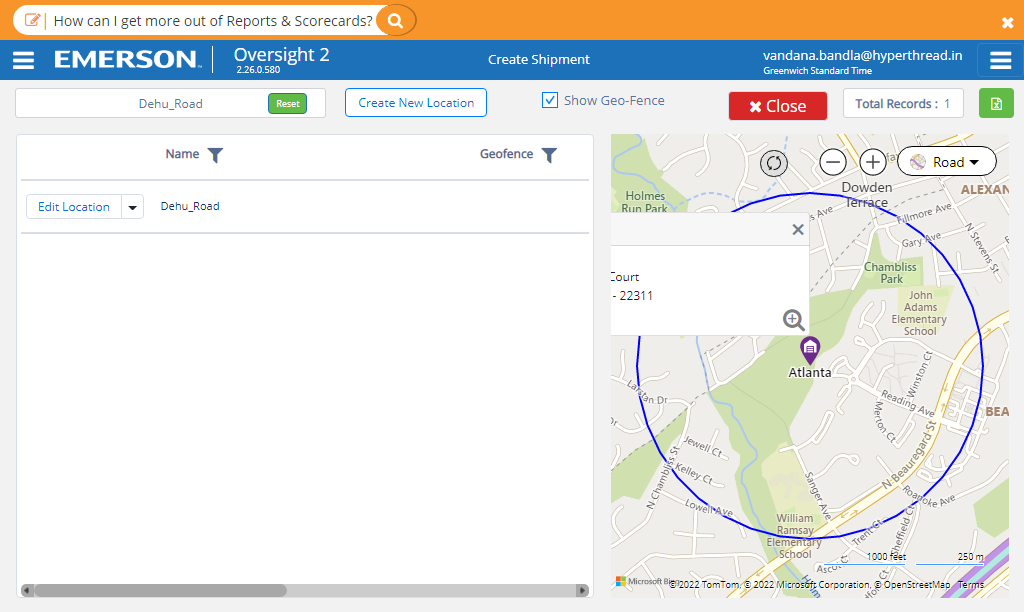 How can I get more out of Reports & Scorecards?
EMERSON
Oversight 2
2.26.0.580
Create Shipment
vandana.bandla@hyperthread.in
Greenwich Standard Time
Dehu_Road
Reset
Create New Location
Show Geo-Fence
Close
Total Records : 1
Name
Geofence
Edit Location
Dehu_Road
Road
Holmes
Run Park
Dowden
Terrace
ALEXAN
s Ave
Fillmore Ave
Gary Ave
N Stevens St
Court
- 22311
Chambliss
Park
John
Adams
Elementary
School
Atlanta
Larstan Dr
Dr
Winston Ct
Reading Ave
Merton Ct
BEA
Jewell Ct
Kelley Ct
N Chambliss St
Lowell Ave
N Beauregard St
Sanger Ave
Roanoke Ave
William
Ramsay
Elementary
School
Trent Ct
Sheffield Ct
Ascot Ct
1000 feet
250 m
Microsoft Bi
©2022 TomTom, © 2022 Microsoft Corporation, © OpenStreetMap Terms